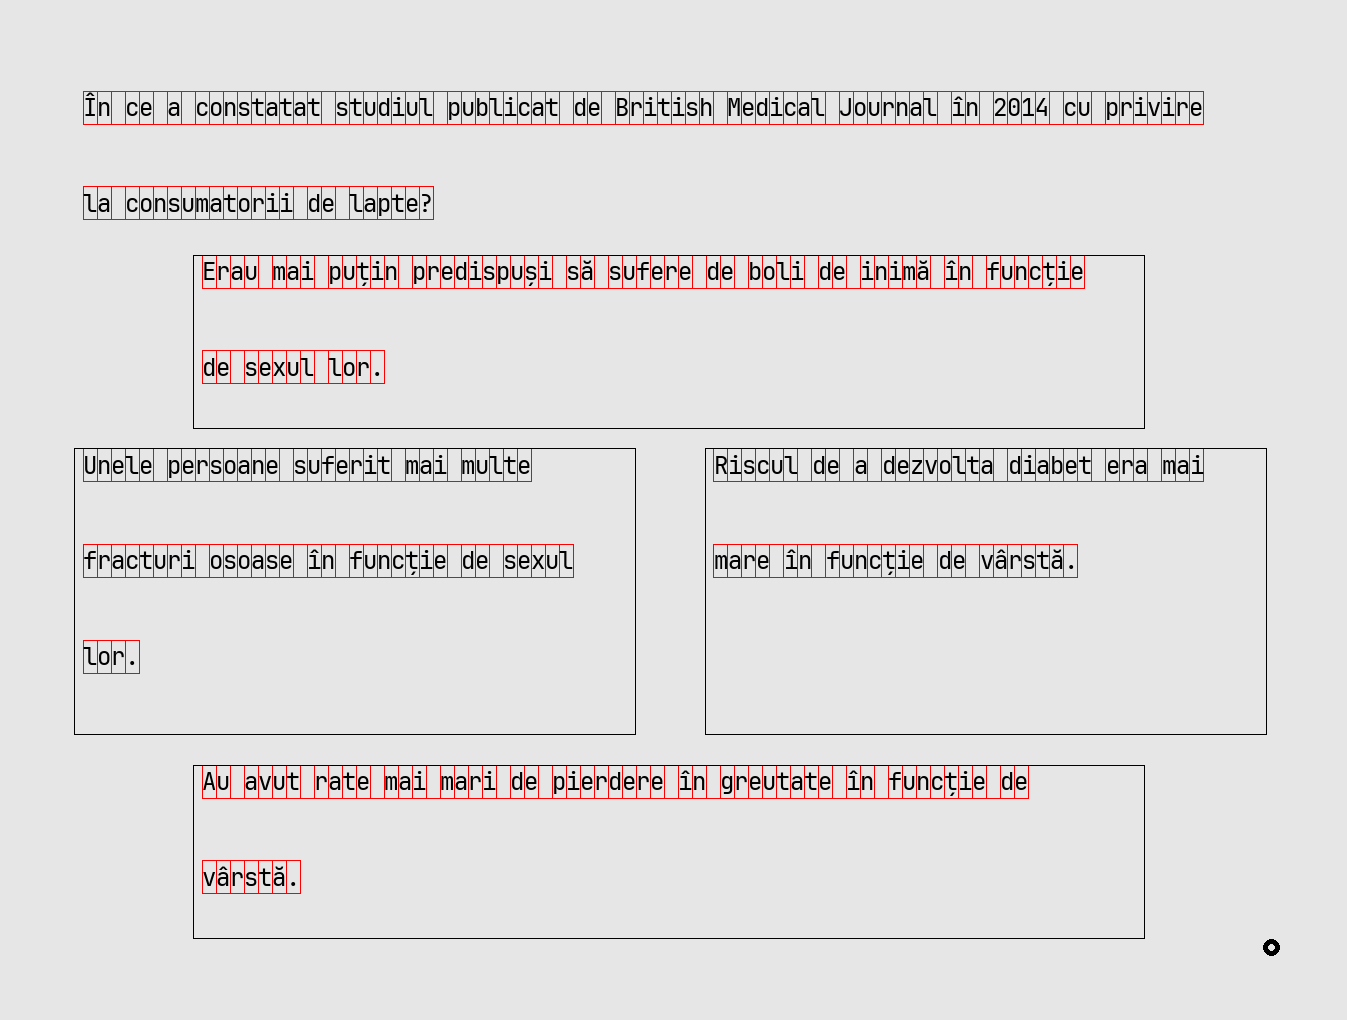 În ce a constatat studiul publicat de British Medical Journal în 2014 cu privire
la consumatorii de lapte?
Erau mai puțin predispuși să sufere de boli de inimă în funcție
de sexul lor.
Unele persoane suferit mai multe
fracturi osoase în funcție de sexul
lor.
Riscul de a dezvolta diabet era mai
mare în funcție de vârstă.
Au avut rate mai mari de pierdere în greutate în funcție de
vârstă.